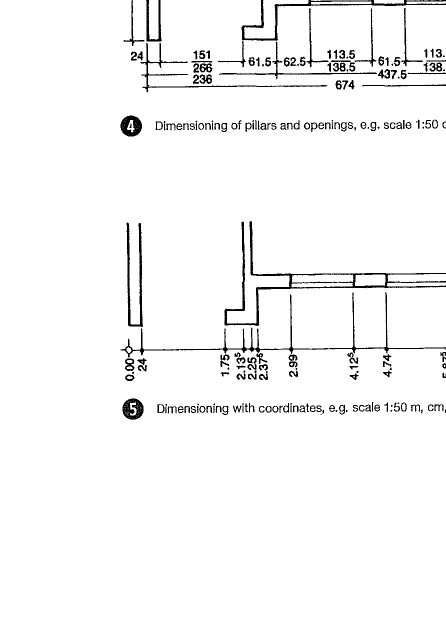 24 151 61.5 62.5 113.5 61.5 113.
266 138.5 138.
236 437.5
674
4 Dimensioning of pillars and openings, e.g. scale 1:50 c
0.00 24 1.75 2.13⁵ 2.25 2.37⁵ 2.99 4.12⁵ 4.74
5 Dimensioning with coordinates, e.g. scale 1:50 m, cm,